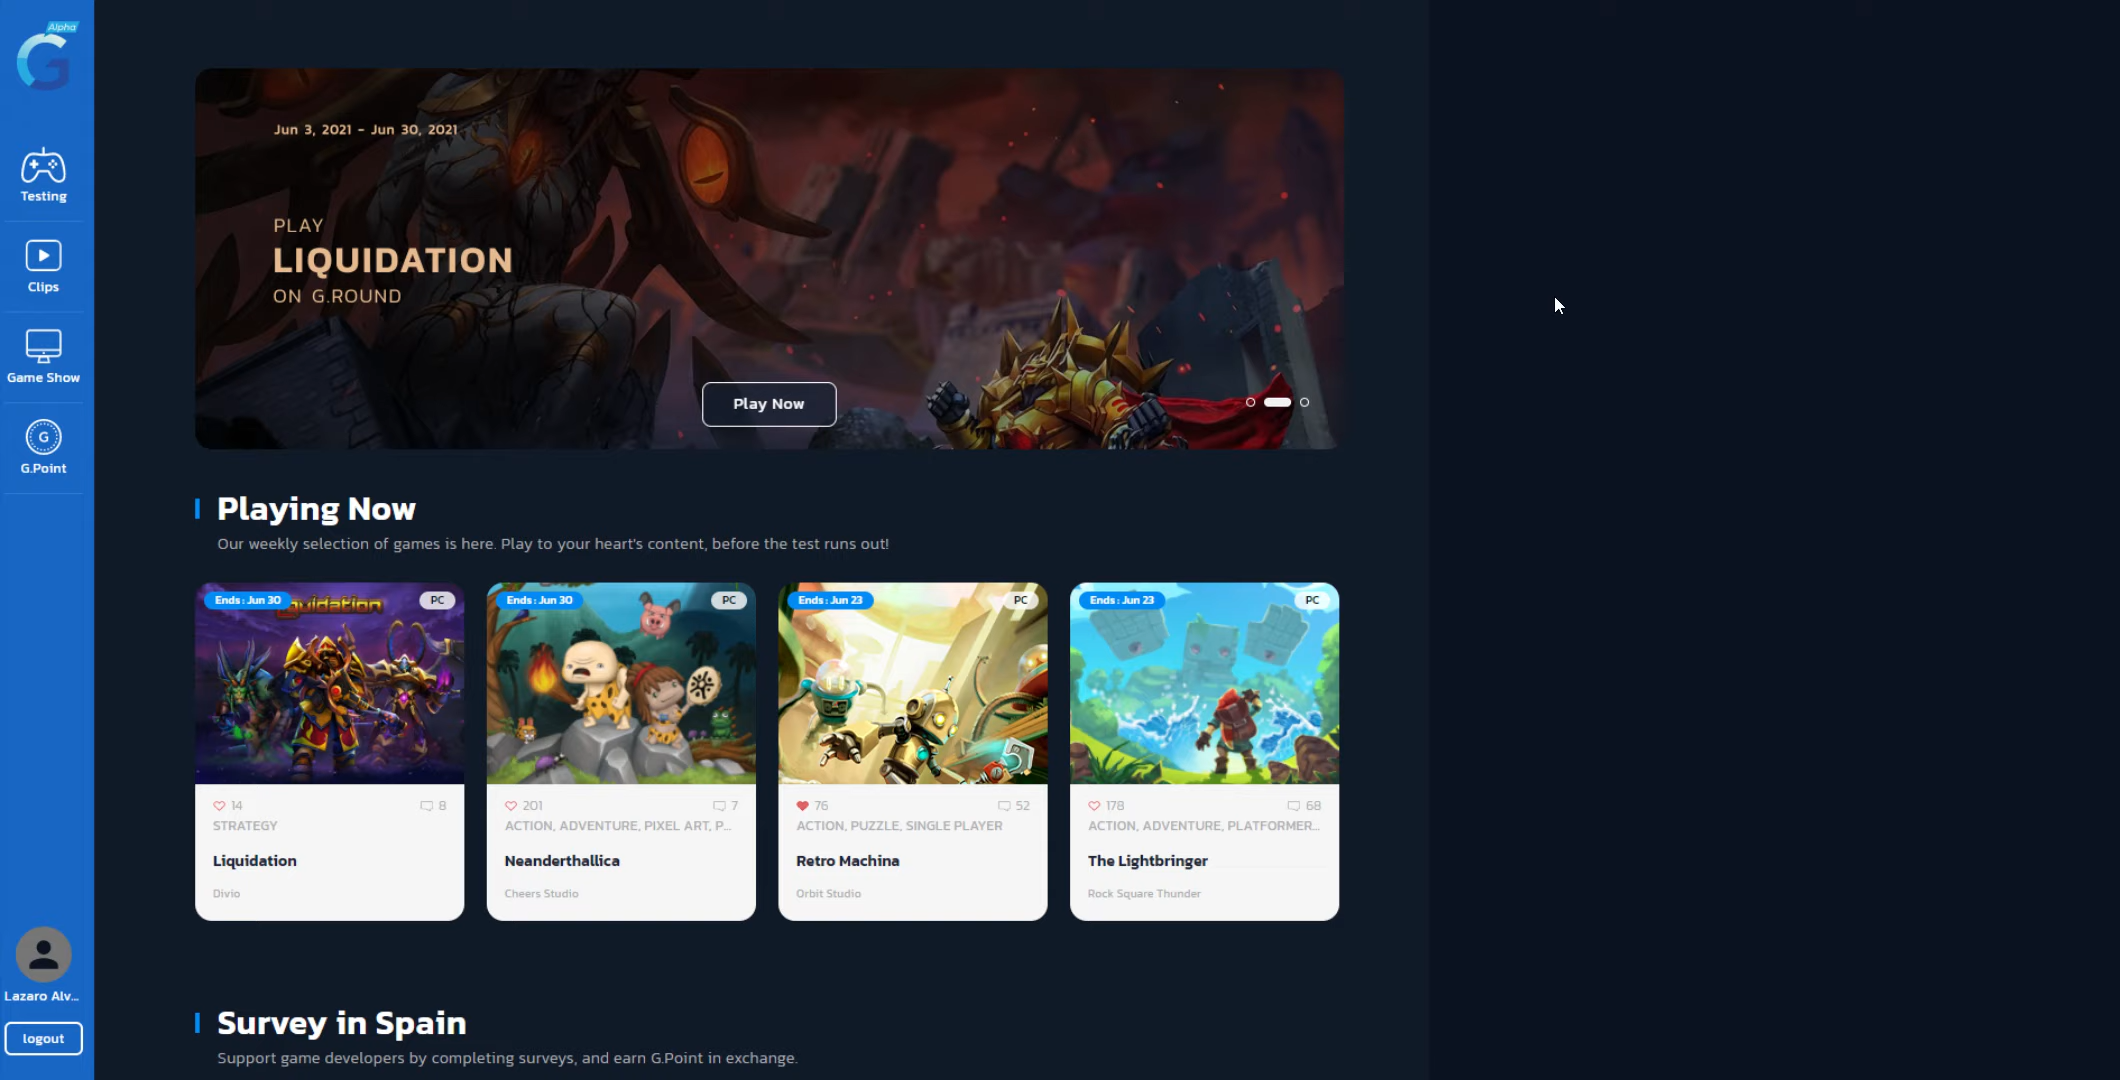 Alpha
G
Testing
Clips
Game Show
G
G.Point
Jun 3, 2021 - Jun 30, 2021
PLAY
LIQUIDATION
ON G.ROUND
Play Now
Playing Now
Our weekly selection of games is here. Play to your heart's content, before the test runs out!
Ends : Jun 30
PC
14
8
STRATEGY
Liquidation
Divio
Ends : Jun 30
PC
201
7
ACTION, ADVENTURE, PIXEL ART, P...
Neanderthallica
Cheers Studio
Ends : Jun 23
PC
76
52
ACTION, PUZZLE, SINGLE PLAYER
Retro Machina
Orbit Studio
Ends : Jun 23
PC
178
68
ACTION, ADVENTURE, PLATFORMER...
The Lightbringer
Rock Square Thunder
Survey in Spain
Support game developers by completing surveys, and earn G.Point in exchange.
Lazaro Alv...
logout